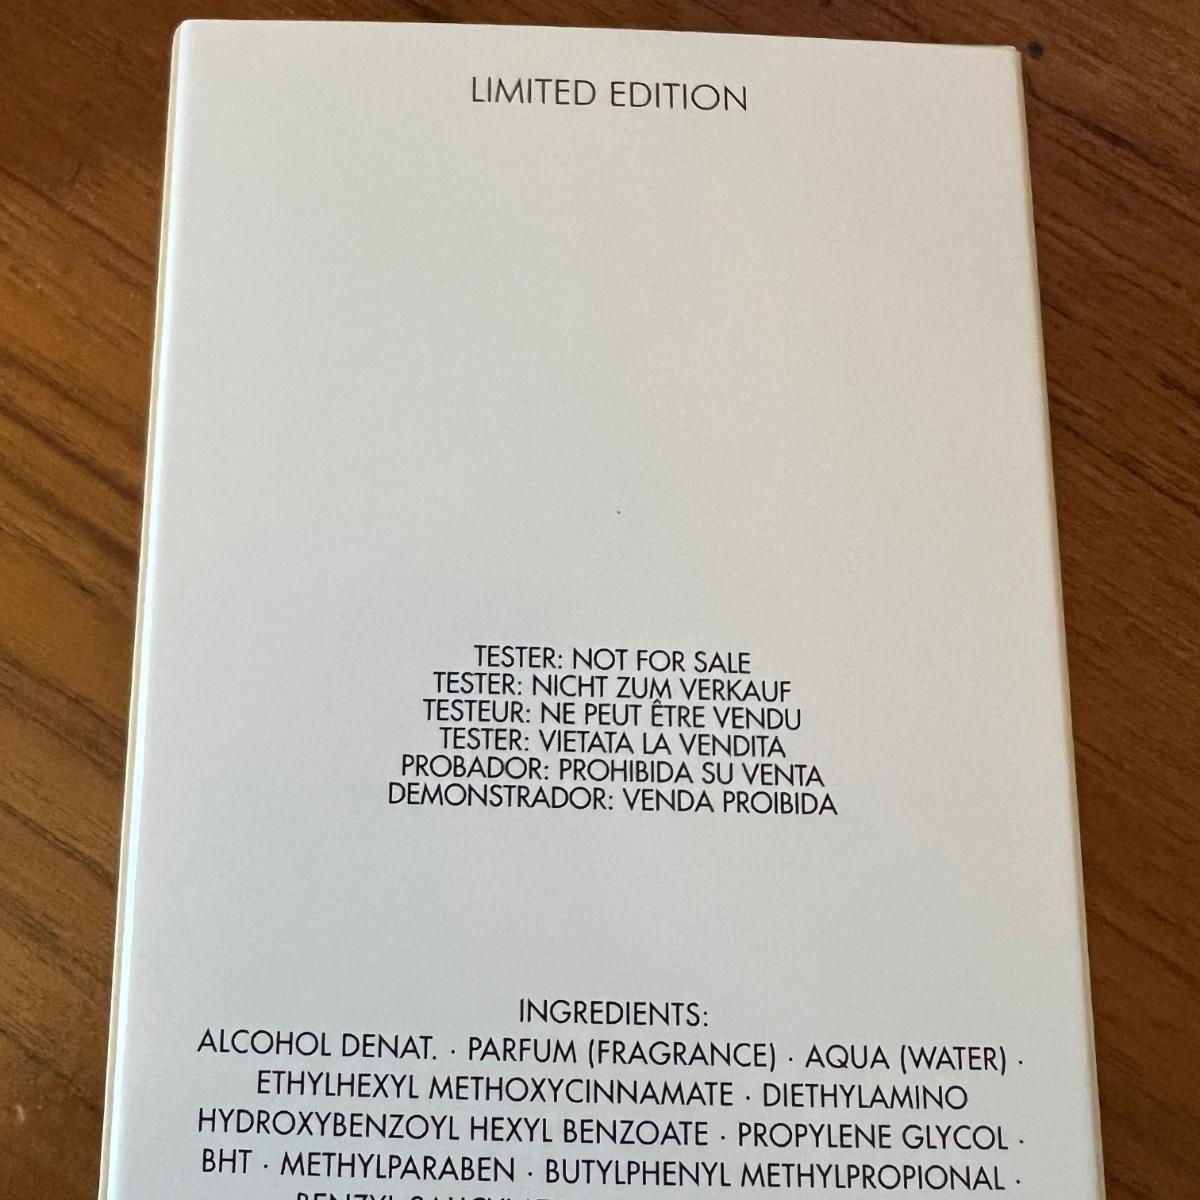 LIMITED EDITION
TESTER: NOT FOR SALE
TESTER: NICHT ZUM VERKAUF
TESTEUR: NE PEUT ÊTRE VENDU
TESTER: VIETATA LA VENDITA
PROBADOR: PROHIBIDA SU VENTA
DEMONSTRADOR: VENDA PROIBIDA
INGREDIENTS:
ALCOHOL DENAT. · PARFUM (FRAGRANCE) · AQUA (WATER) ·
ETHYLHEXYL METHOXYCINNAMATE · DIETHYLAMINO
HYDROXYBENZOYL HEXYL BENZOATE · PROPYLENE GLYCOL ·
BHT · METHYLPARABEN · BUTYLPHENYL METHYLPROPIONAL ·